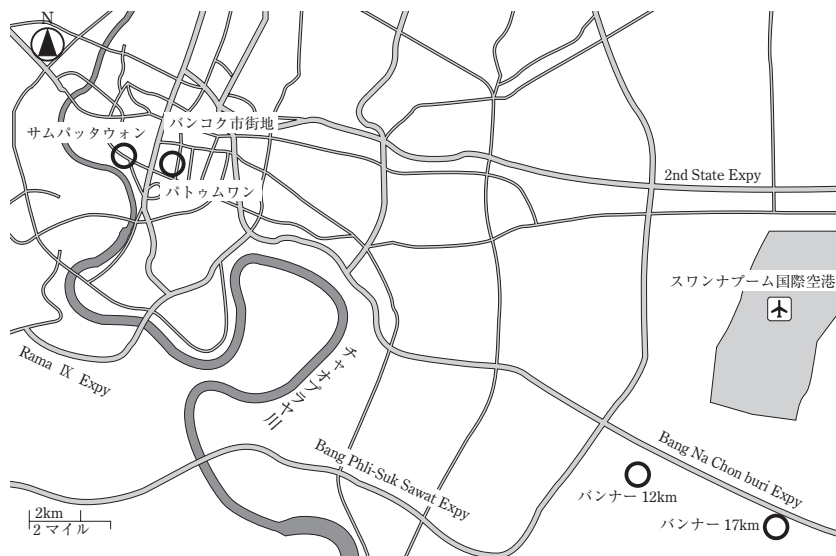 N
バンコク市街地
サムパッタウォン
パトゥムワン
2nd State Expy
スワンナプーム国際空港
Rama IX Expy
チャオプラヤ川
Bang Phli-Suk Sawat Expy
Bang Na Chon buri Expy
バンナー 12km
バンナー 17km
2km
2 マイル